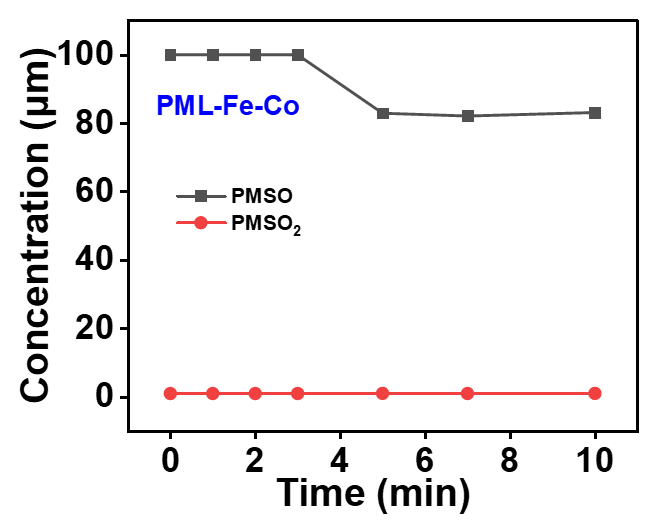 Concentration (μm)
100
80
60
40
20
0
PML-Fe-Co
PMSO
PMSO₂
0 2 4 6 8 10
Time (min)